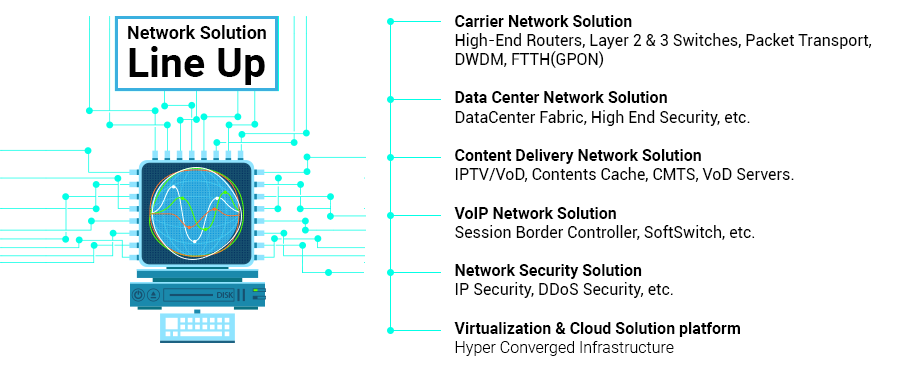 Network Solution
Line Up
Carrier Network Solution
High-End Routers, Layer 2 & 3 Switches, Packet Transport,
DWDM, FTTH(GPON)
Data Center Network Solution
DataCenter Fabric, High End Security, etc.
Content Delivery Network Solution
IPTV/VoD, Contents Cache, CMTS, VoD Servers.
VoIP Network Solution
Session Border Controller, SoftSwitch, etc.
Network Security Solution
IP Security, DDoS Security, etc.
Virtualization & Cloud Solution platform
Hyper Converged Infrastructure
DISK